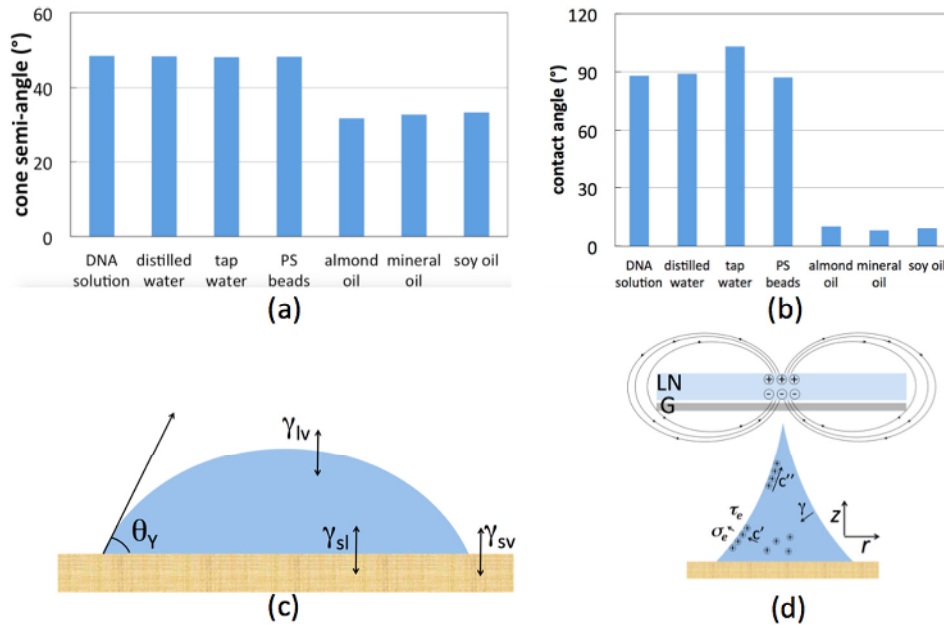 60
40
20
0
cone semi-angle (°)
DNA solution
distilled water
tap water
PS beads
almond oil
mineral oil
soy oil
(a)
120
90
60
30
0
contact angle (°)
DNA solution
distilled water
tap water
PS beads
almond oil
mineral oil
soy oil
(b)
γlv
θY
γsl
γsv
(c)
LN
+ + +
- - -
G
c''
τe
γ
σe
c'
z
r
(d)